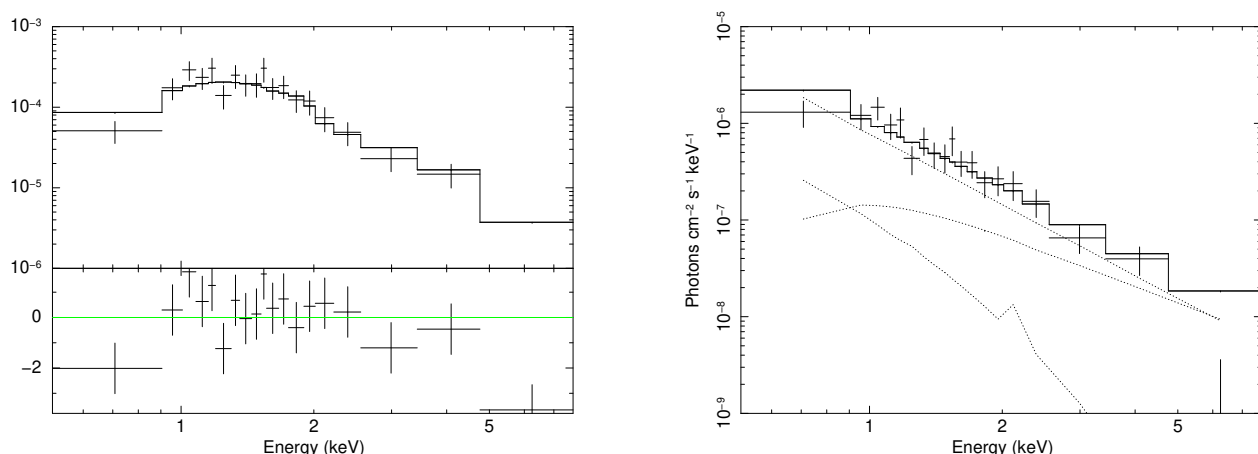 10⁻³
10⁻⁴
10⁻⁵
10⁻⁶
0
−2
1 2 5
Energy (keV)
Photons cm⁻² s⁻¹ keV⁻¹
10⁻⁵
10⁻⁶
10⁻⁷
10⁻⁸
10⁻⁹
1 2 5
Energy (keV)